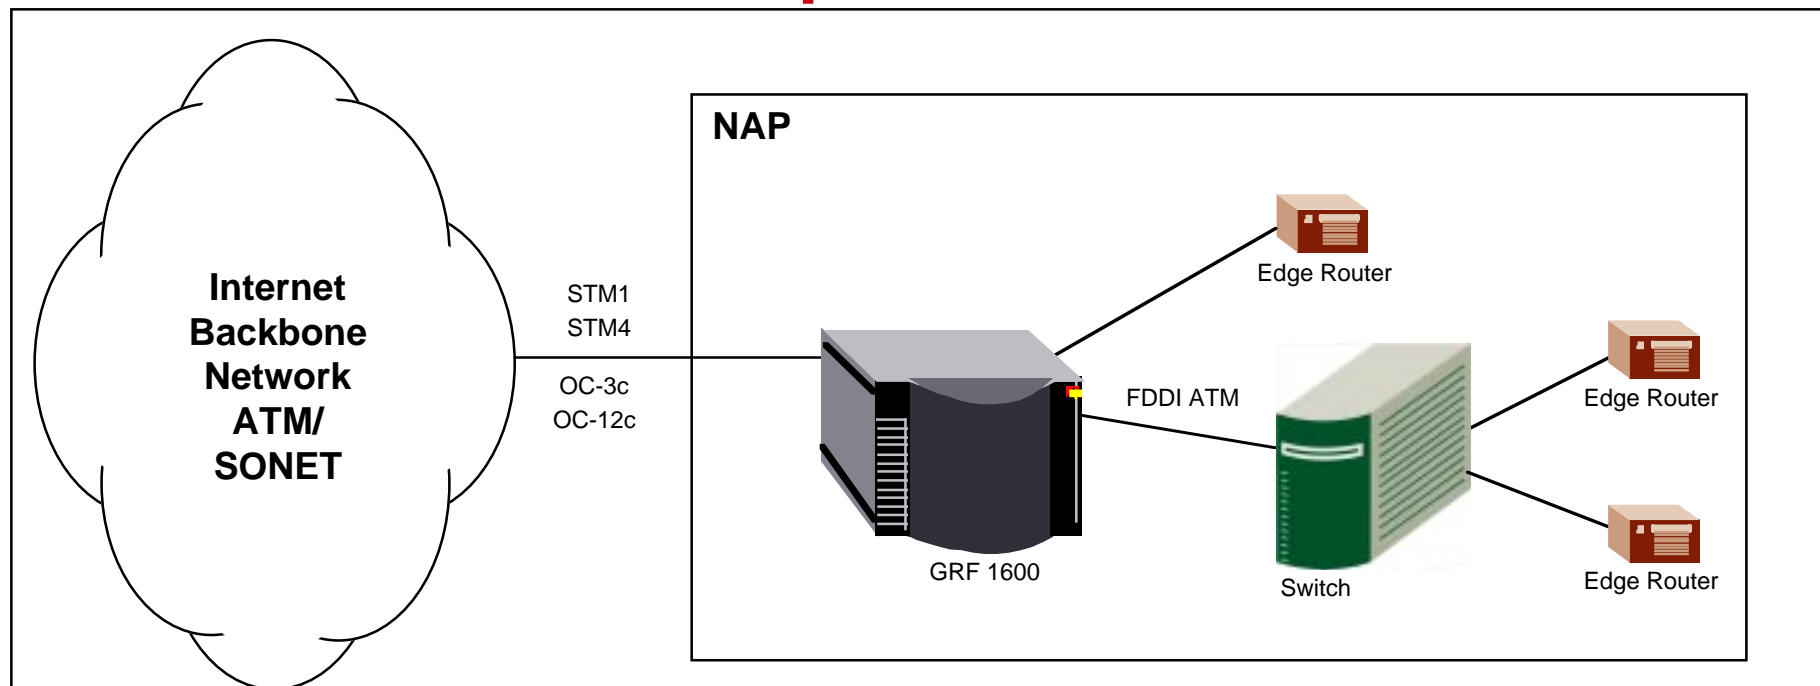 NAP
Internet
Backbone
Network
ATM/
SONET
STM1
STM4
OC-3c
OC-12c
GRF 1600
FDDI ATM
Switch
Edge Router
Edge Router
Edge Router